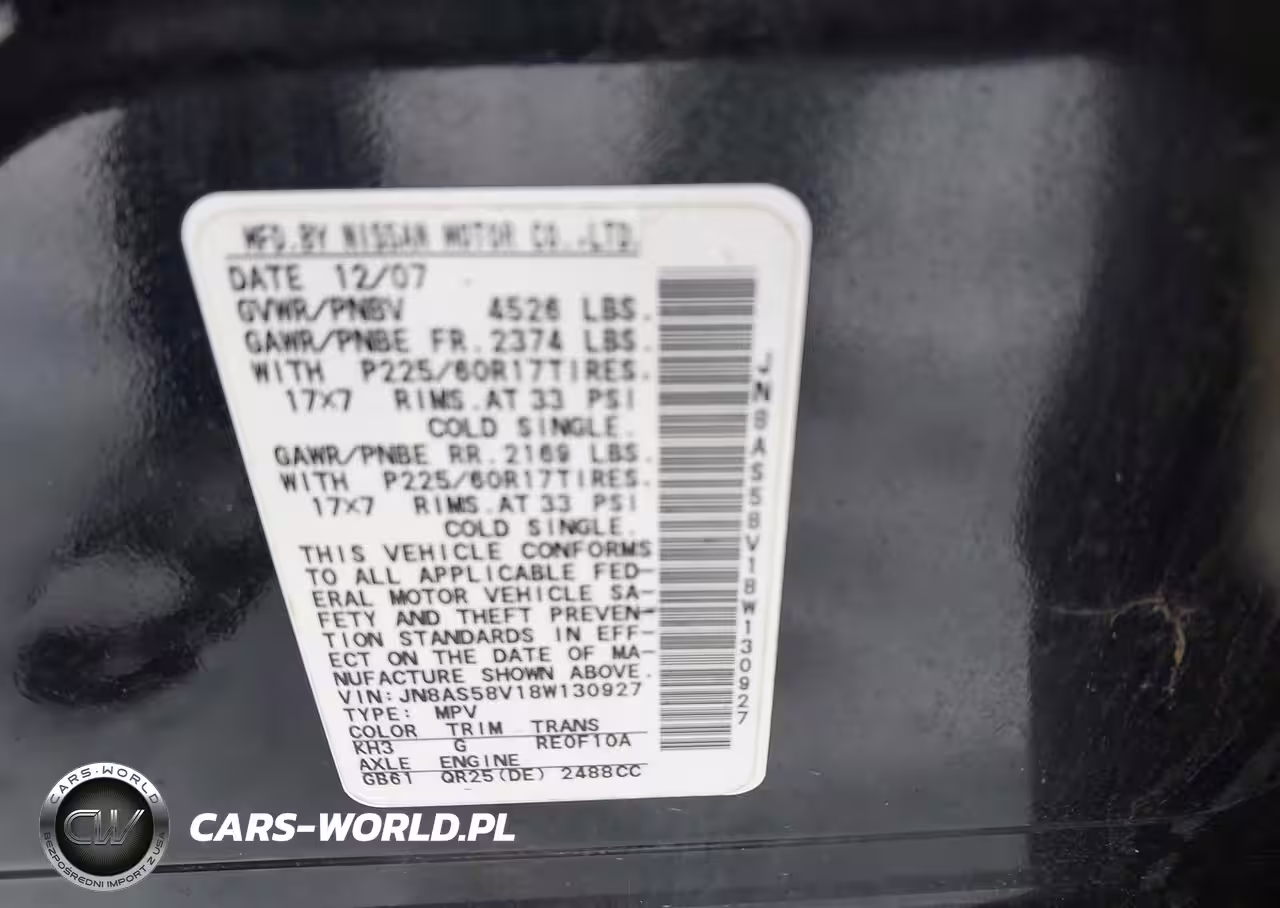 MFD.BY NISSAN MOTOR CO.,LTD.
DATE 12/07
GVWR/PNBV 4526 LBS.
GAWR/PNBE FR. 2374 LBS.
WITH P225/60R17TIRES.
17X7 RIMS.AT 33 PSI
COLD SINGLE.
GAWR/PNBE RR. 2169 LBS.
WITH P225/60R17TIRES.
17X7 RIMS.AT 33 PSI
COLD SINGLE.
THIS VEHICLE CONFORMS
TO ALL APPLICABLE FED-
ERAL MOTOR VEHICLE SA-
FETY AND THEFT PREVEN-
TION STANDARDS IN EFF-
ECT ON THE DATE OF MA-
NUFACTURE SHOWN ABOVE.
VIN:JN8AS58V18W130927
TYPE: MPV
COLOR TRIM TRANS
KH3 G RE0F10A
AXLE ENGINE
GB61 QR25(DE) 2488CC
JN8AS58V18W130927
CARS-WORLD
CW
BEZPOŚREDNI IMPORT Z USA
CARS-WORLD.PL